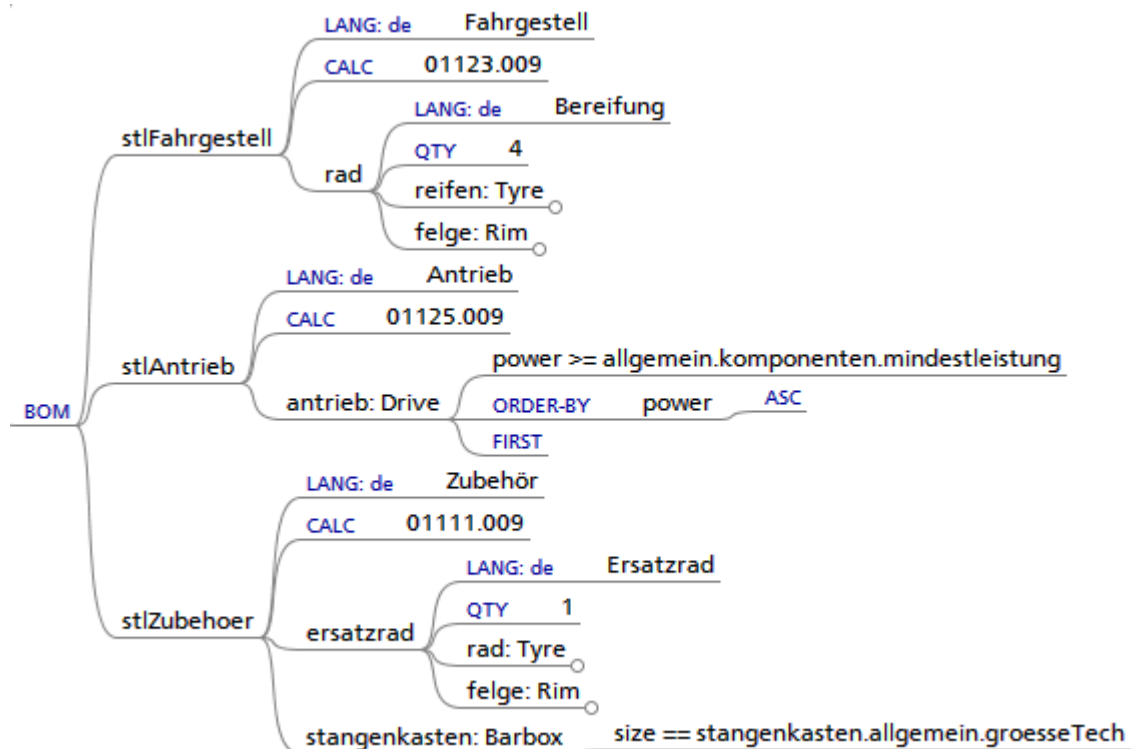 LANG: de Fahrgestell
CALC 01123.009
LANG: de Bereifung
stlFahrgestell
QTY 4
rad
reifen: Tyre
felge: Rim
LANG: de Antrieb
CALC 01125.009
power >= allgemein.komponenten.mindestleistung
stlAntrieb
antrieb: Drive
ORDER-BY power ASC
BOM
FIRST
LANG: de Zubehör
CALC 01111.009
LANG: de Ersatzrad
QTY 1
stlZubehoer
ersatzrad
rad: Tyre
felge: Rim
stangenkasten: Barbox size == stangenkasten.allgemein.groesseTech